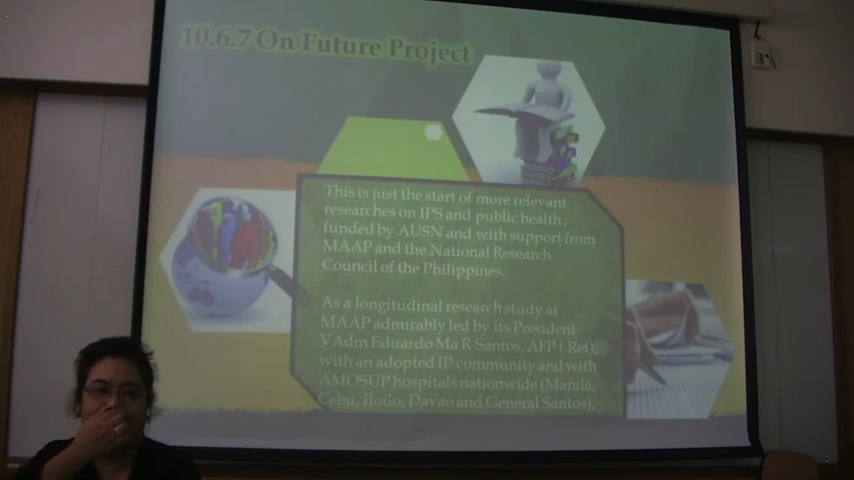 10.6.7 On Future Project
This is just the start of more relevant
researches on IPS and public health,
funded by AUSN and with support from
MAAP and the National Research
Council of the Philippines.
As a longitudinal research study at
MAAP admirably led by its President
VAdm Eduardo Ma R Santos, AFP ( Ret),
with an adopted IP community and with
AMOSUP hospitals nationwide (Manila,
Cebu, Iloilo, Davao and General Santos),